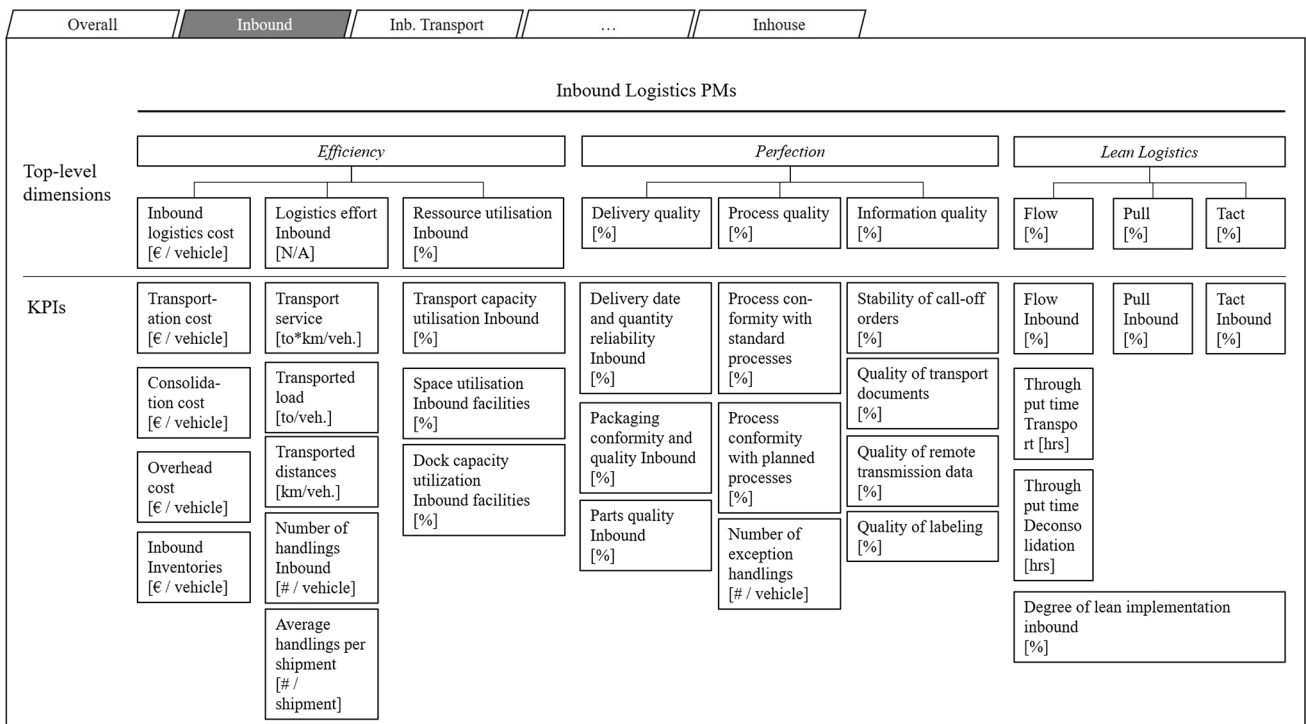 Overall
Inbound
Inb. Transport
…
Inhouse
Inbound Logistics PMs
Top-level
dimensions
Efficiency
Perfection
Lean Logistics
Inbound
logistics cost
[€ / vehicle]
Logistics effort
Inbound
[N/A]
Ressource utilisation
Inbound
[%]
Delivery quality
[%]
Process quality
[%]
Information quality
[%]
Flow
[%]
Pull
[%]
Tact
[%]
KPIs
Transport-
ation cost
[€ / vehicle]
Consolida-
tion cost
[€ / vehicle]
Overhead
cost
[€ / vehicle]
Inbound
Inventories
[€ / vehicle]
Transport
service
[to*km/veh.]
Transported
load
[to/veh.]
Transported
distances
[km/veh.]
Number of
handlings
Inbound
[# / vehicle]
Average
handlings per
shipment
[# /
shipment]
Transport capacity
utilisation Inbound
[%]
Space utilisation
Inbound facilities
[%]
Dock capacity
utilization
Inbound facilities
[%]
Delivery date
and quantity
reliability
Inbound
[%]
Packaging
conformity and
quality Inbound
[%]
Parts quality
Inbound
[%]
Process con-
formity with
standard
processes
[%]
Process
conformity
with planned
processes
[%]
Number of
exception
handlings
[# / vehicle]
Stability of call-off
orders
[%]
Quality of transport
documents
[%]
Quality of remote
transmission data
[%]
Quality of labeling
[%]
Flow
Inbound
[%]
Through
put time
Transpo
rt [hrs]
Through
put time
Deconso
lidation
[hrs]
Pull
Inbound
[%]
Tact
Inbound
[%]
Degree of lean implementation
inbound
[%]